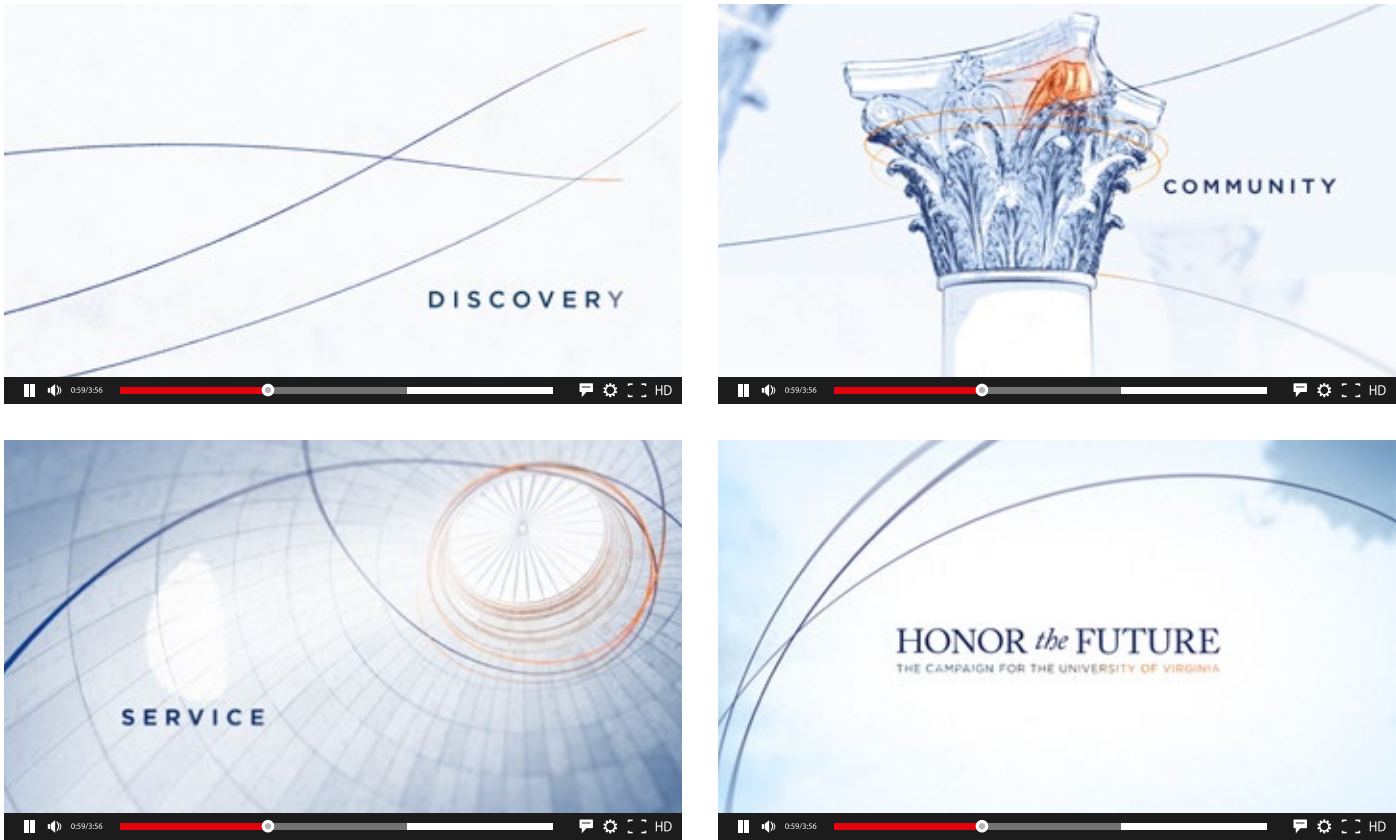 DISCOVERY
0:59/3:56
HD
COMMUNITY
0:59/3:56
HD
SERVICE
0:59/3:56
HD
HONOR the FUTURE
THE CAMPAIGN FOR THE UNIVERSITY OF VIRGINIA
0:59/3:56
HD